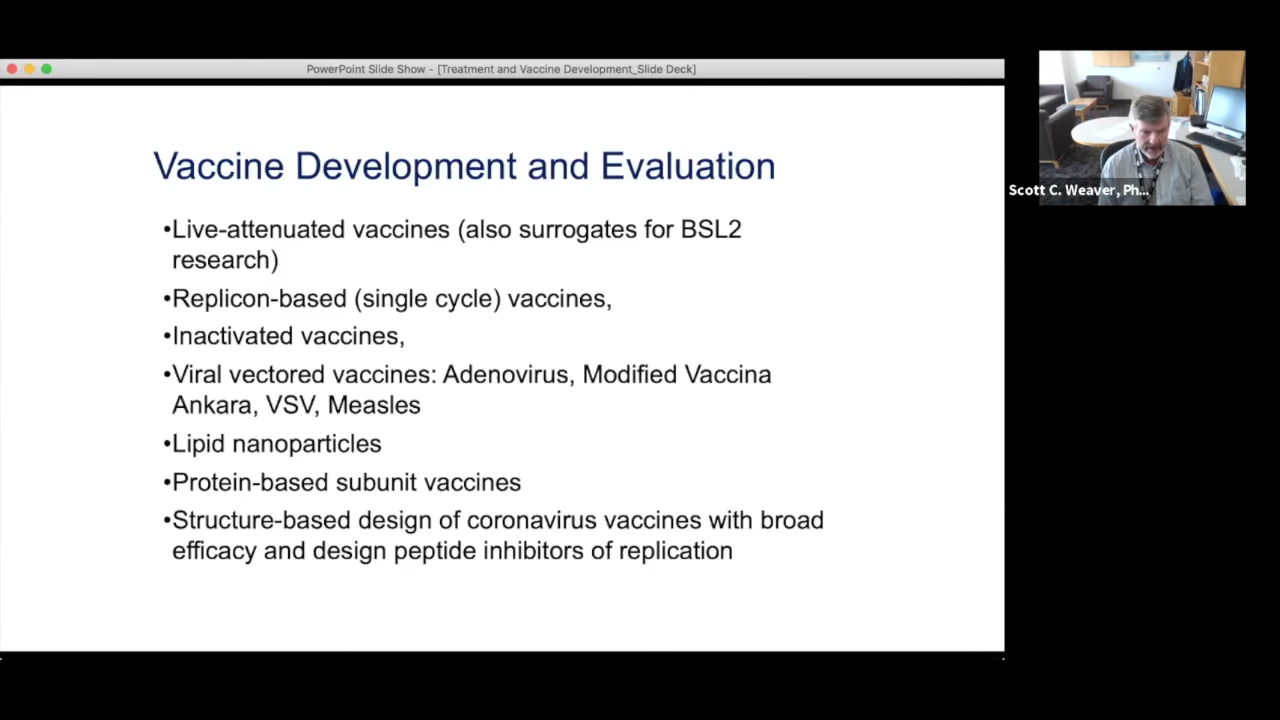 PowerPoint Slide Show - [Treatment and Vaccine Development_Slide Deck]
Vaccine Development and Evaluation
•Live-attenuated vaccines (also surrogates for BSL2
research)
•Replicon-based (single cycle) vaccines,
•Inactivated vaccines,
•Viral vectored vaccines: Adenovirus, Modified Vaccina
Ankara, VSV, Measles
•Lipid nanoparticles
•Protein-based subunit vaccines
•Structure-based design of coronavirus vaccines with broad
efficacy and design peptide inhibitors of replication
Scott C. Weaver, Ph...